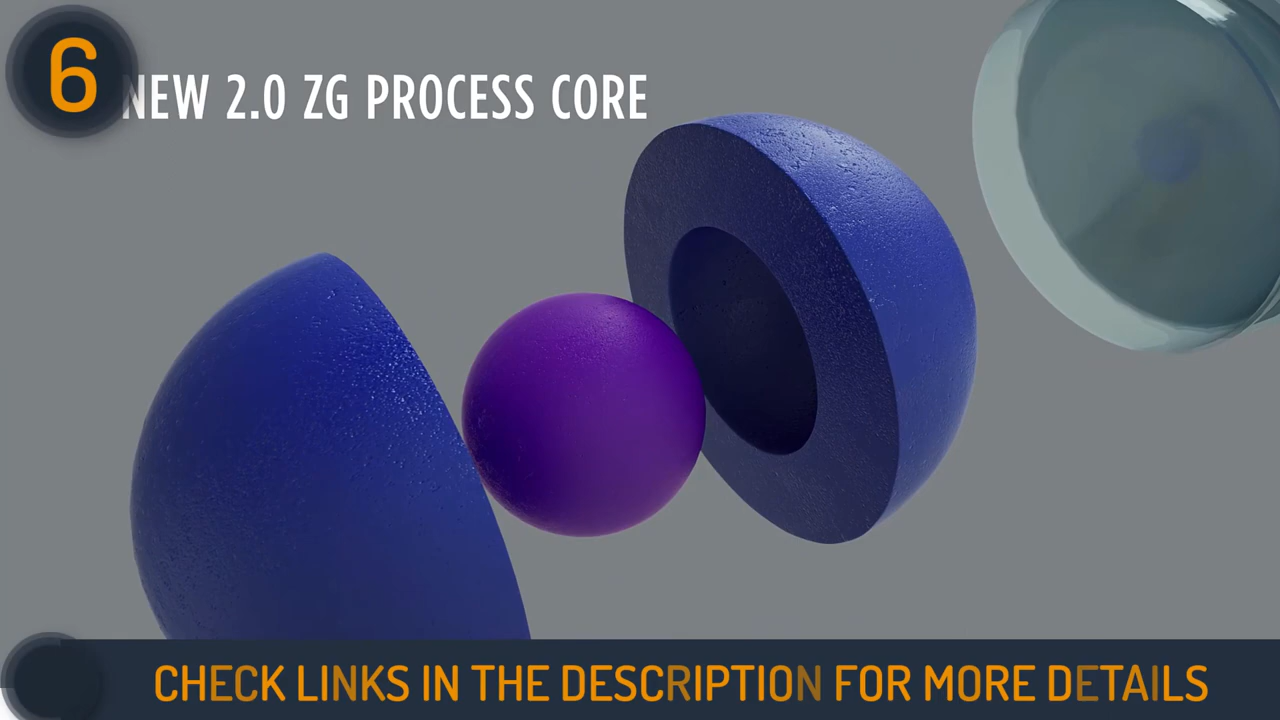 6
NEW 2.0 ZG PROCESS CORE
CHECK LINKS IN THE DESCRIPTION FOR MORE DETAILS